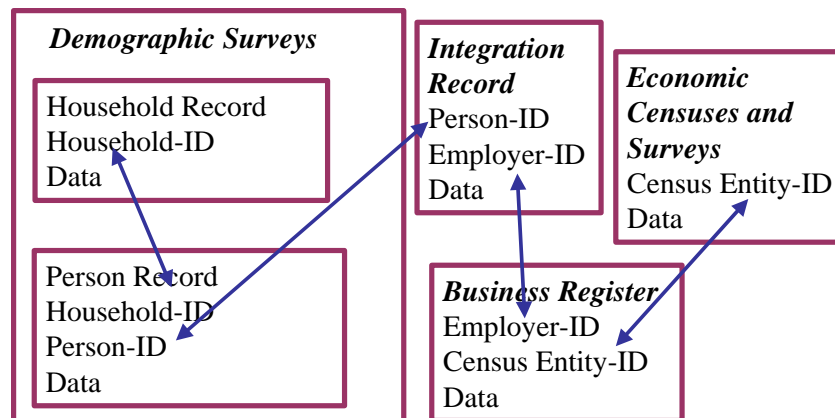 Demographic Surveys
Household Record
Household-ID
Data
Person Record
Household-ID
Person-ID
Data
Integration
Record
Person-ID
Employer-ID
Data
Economic
Censuses and
Surveys
Census Entity-ID
Data
Business Register
Employer-ID
Census Entity-ID
Data